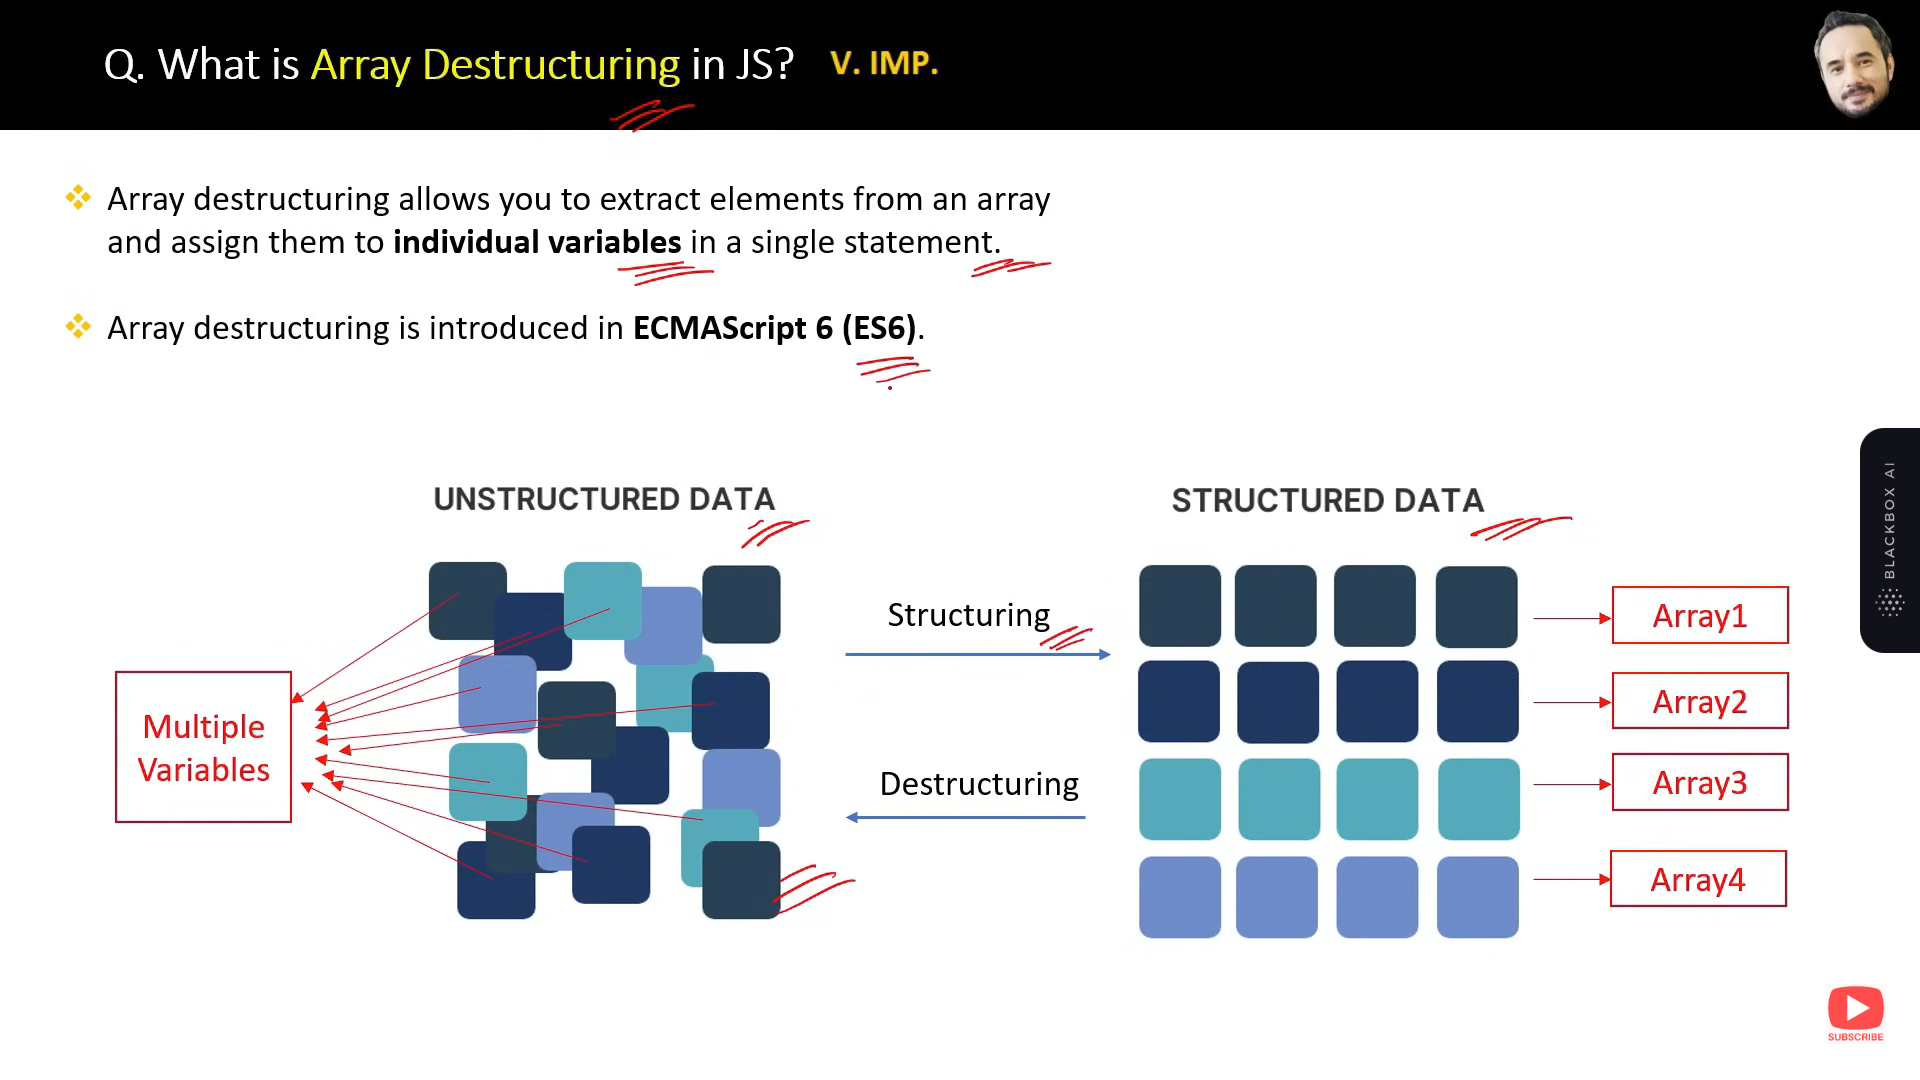 Q. What is Array Destructuring in JS? V. IMP.
Array destructuring allows you to extract elements from an array
and assign them to individual variables in a single statement.
Array destructuring is introduced in ECMAScript 6 (ES6).
UNSTRUCTURED DATA
STRUCTURED DATA
Structuring
Destructuring
Multiple
Variables
Array1
Array2
Array3
Array4
BLACKBOX AI
SUBSCRIBE